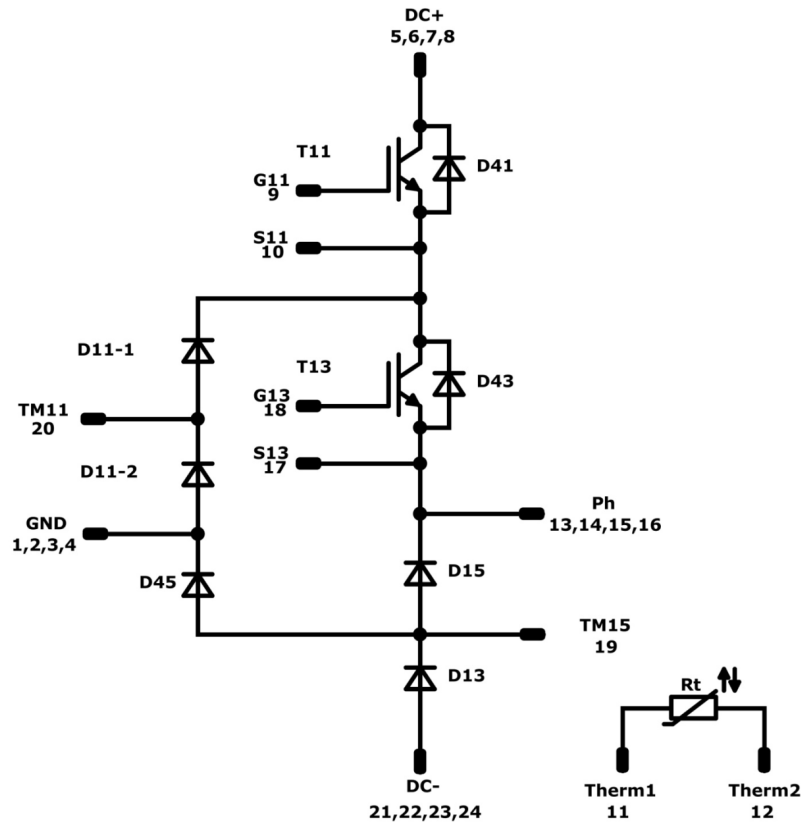 DC+
5,6,7,8
T11
D41
G11
9
S11
10
D11-1
T13
D43
G13
18
TM11
20
S13
17
D11-2
Ph
13,14,15,16
GND
1,2,3,4
D45
D15
TM15
19
D13
Rt
DC-
21,22,23,24
Therm1
11
Therm2
12